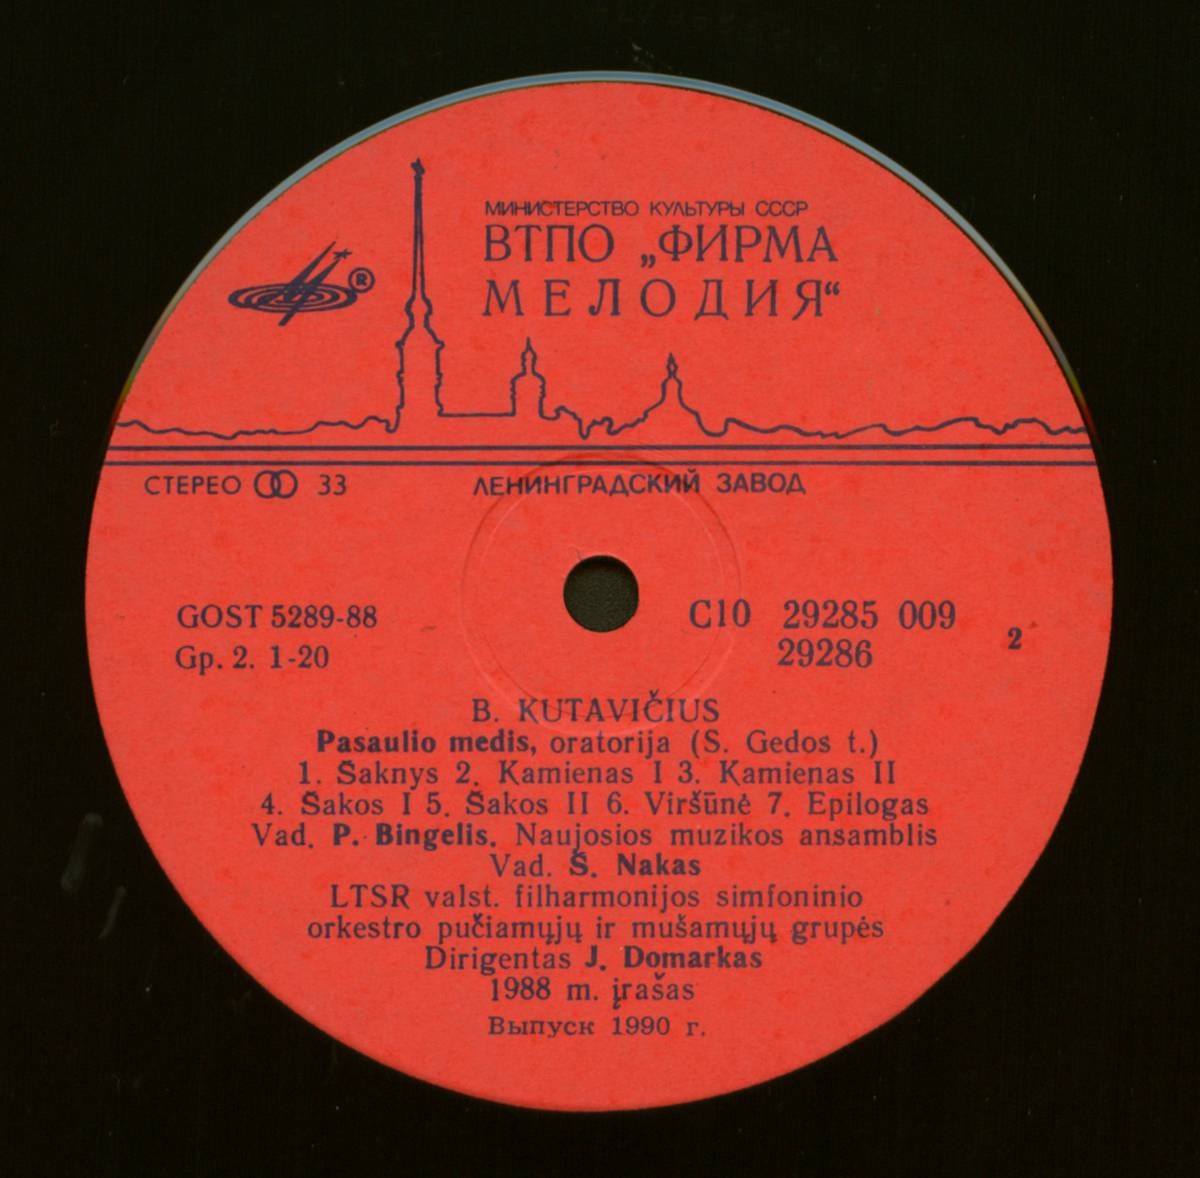 МИНИСТЕРСТВО КУЛЬТУРЫ СССР
ВТПО „ФИРМА
МЕЛОДИЯ“
®
СТЕРЕО 33
ЛЕНИНГРАДСКИЙ ЗАВОД
GOST 5289-88
Gp. 2. 1-20
С10 29285 009
29286
2
B. KUTAVIČIUS
Pasaulio medis, oratorija (S. Gedos t.)
1. Šaknys 2. Kamienas I 3. Kamienas II
4. Šakos I 5. Šakos II 6. Viršūnė 7. Epilogas
Vad. P. Bingelis. Naujosios muzikos ansamblis
Vad. Š. Nakas
LTSR valst. filharmonijos simfoninio
orkestro pučiamųjų ir mušamųjų grupės
Dirigentas J. Domarkas
1988 m. įrašas
Выпуск 1990 г.